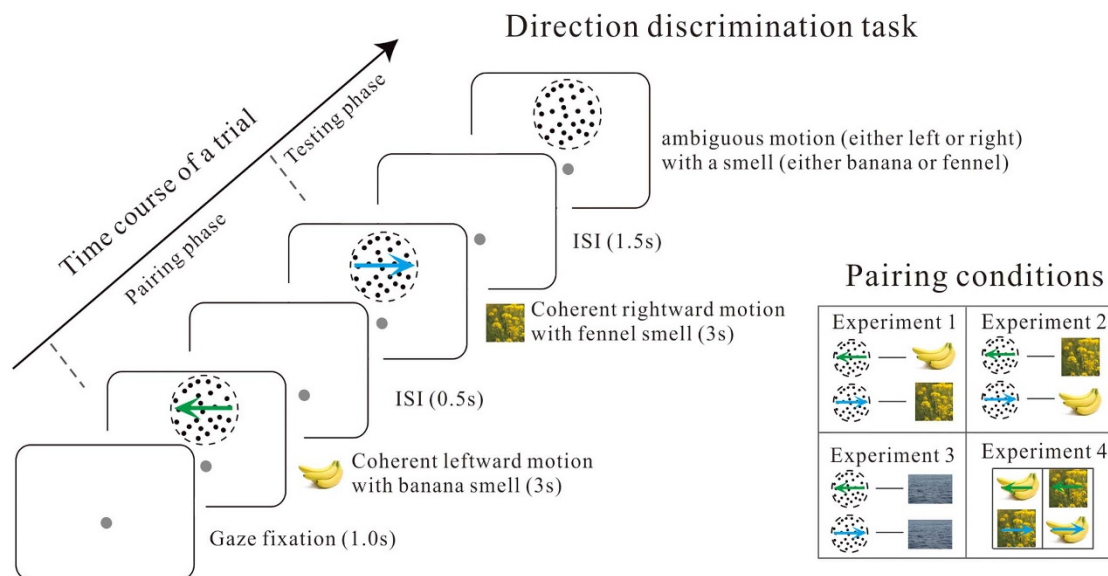 Direction discrimination task
Time course of a trial
Pairing phase
Testing phase
ambiguous motion (either left or right)
with a smell (either banana or fennel)
ISI (1.5s)
Coherent rightward motion
with fennel smell (3s)
ISI (0.5s)
Coherent leftward motion
with banana smell (3s)
Gaze fixation (1.0s)
Pairing conditions
Experiment 1
Experiment 2
Experiment 3
Experiment 4